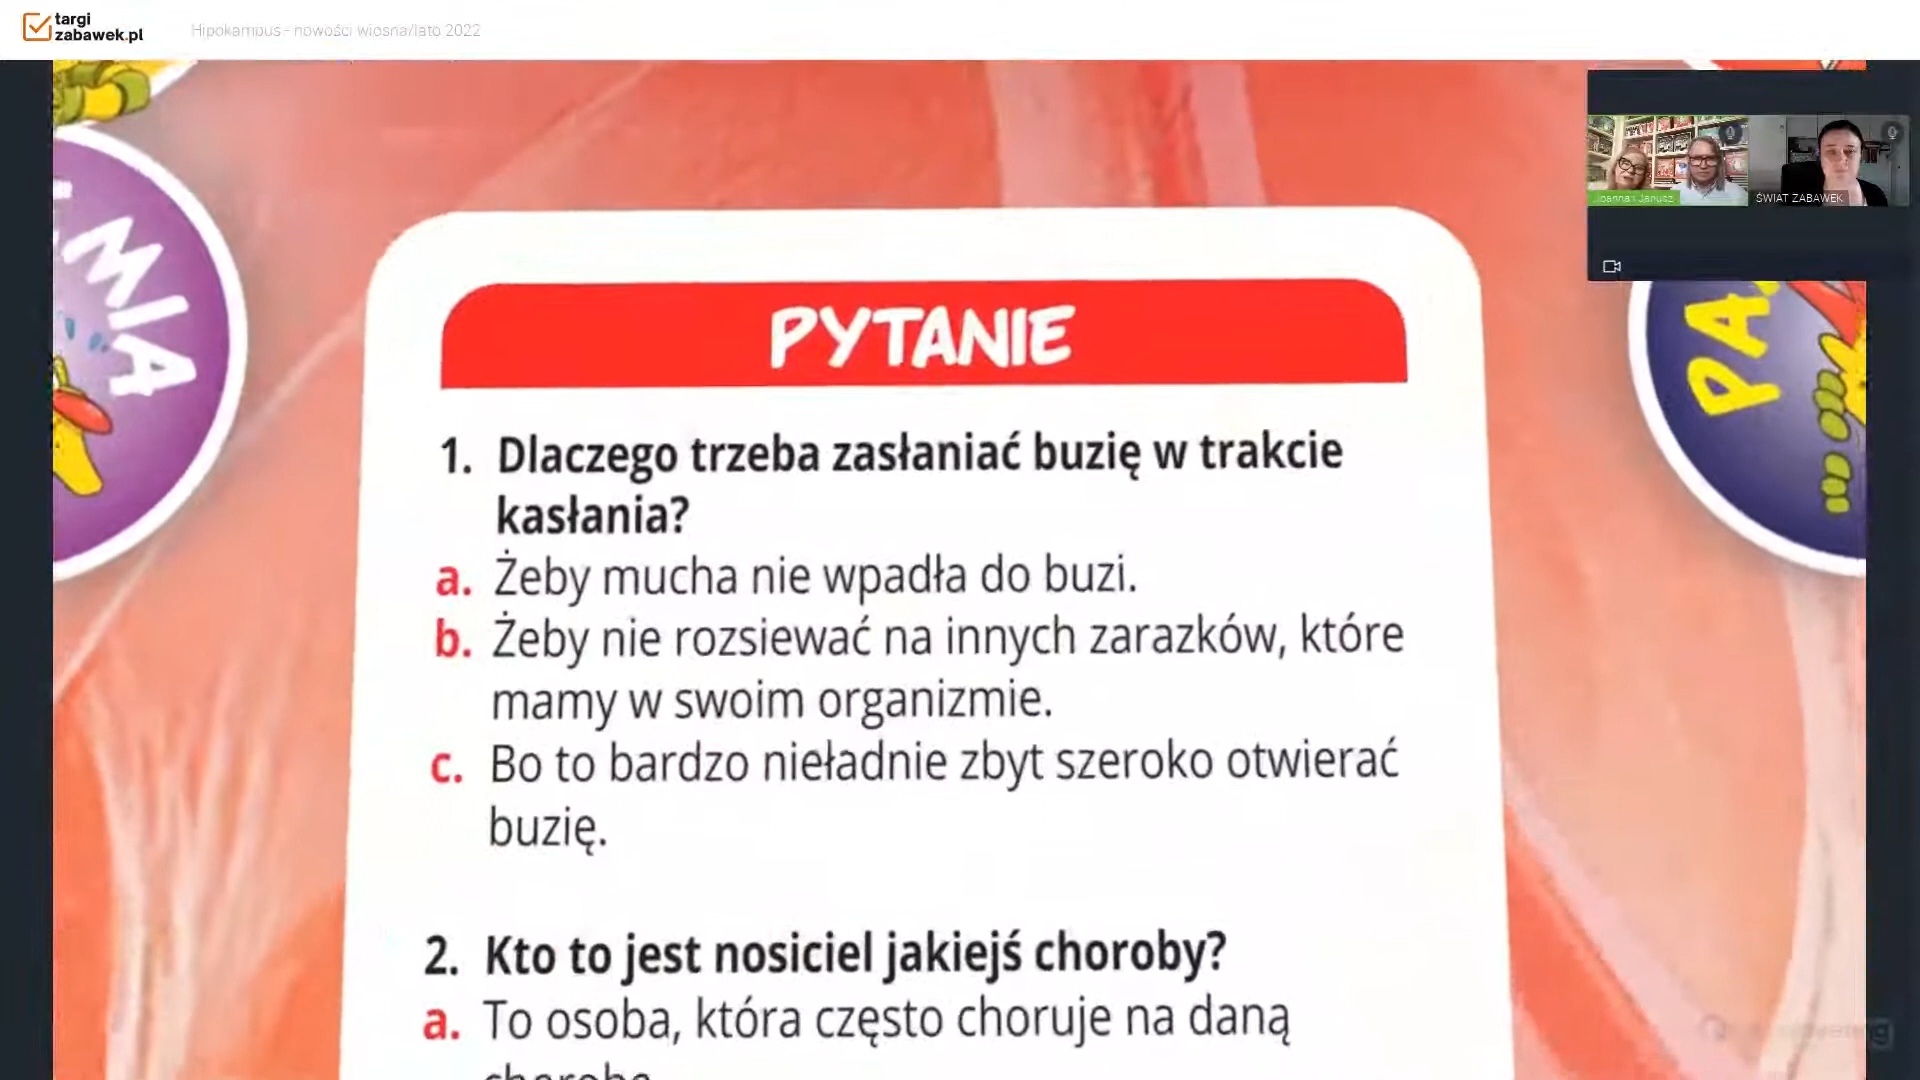 targi
zabawek.pl
Hipokampus - nowości wiosna/lato 2022
Joanna i Janusz
ŚWIAT ZABAWEK
MIA
PA
PYTANIE
1. Dlaczego trzeba zasłaniać buzię w trakcie
kasłania?
a. Żeby mucha nie wpadła do buzi.
b. Żeby nie rozsiewać na innych zarazków, które
mamy w swoim organizmie.
c. Bo to bardzo nieładnie zbyt szeroko otwierać
buzię.
2. Kto to jest nosiciel jakiejś choroby?
a. To osoba, która często choruje na daną